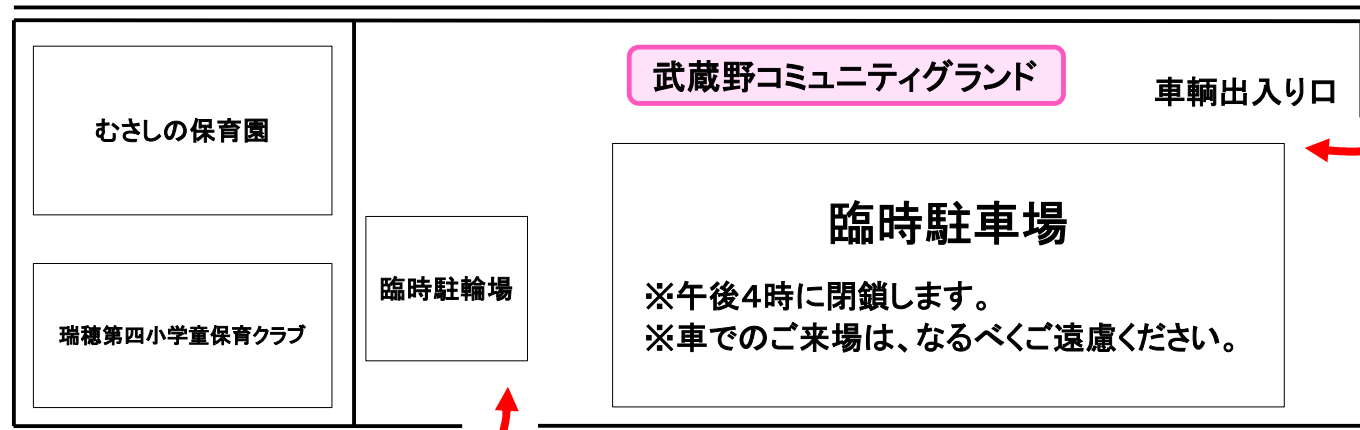 武蔵野コミュニティグランド
車輌出入り口
むさしの保育園
臨時駐車場
臨時駐輪場
※午後4時に閉鎖します。
※車でのご来場は、なるべくご遠慮ください。
瑞穂第四小学童保育クラブ